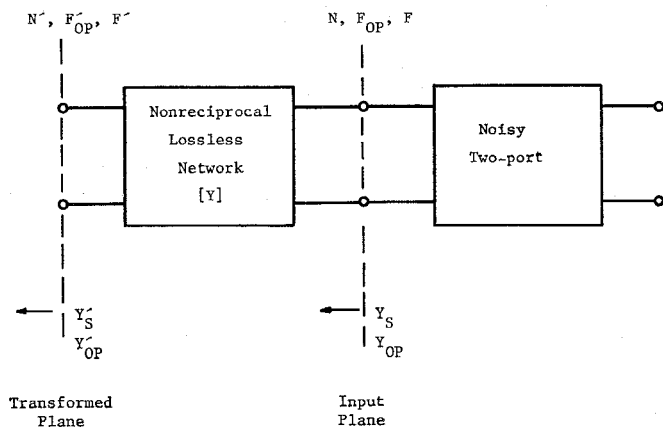 N´, F´OP, F´
N, FOP, F
Nonreciprocal
Lossless
Network
[Y]
Noisy
Two-port
Y´S
Y´OP
YS
YOP
Transformed
Plane
Input
Plane